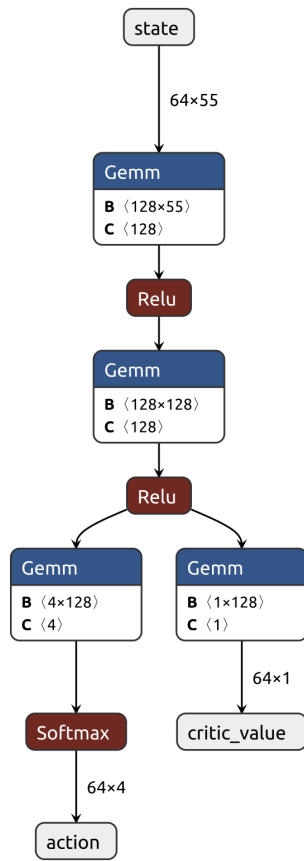 state
64×55
Gemm
B ⟨128×55⟩
C ⟨128⟩
Relu
Gemm
B ⟨128×128⟩
C ⟨128⟩
Relu
Gemm
B ⟨4×128⟩
C ⟨4⟩
Gemm
B ⟨1×128⟩
C ⟨1⟩
64×1
Softmax
critic_value
64×4
action